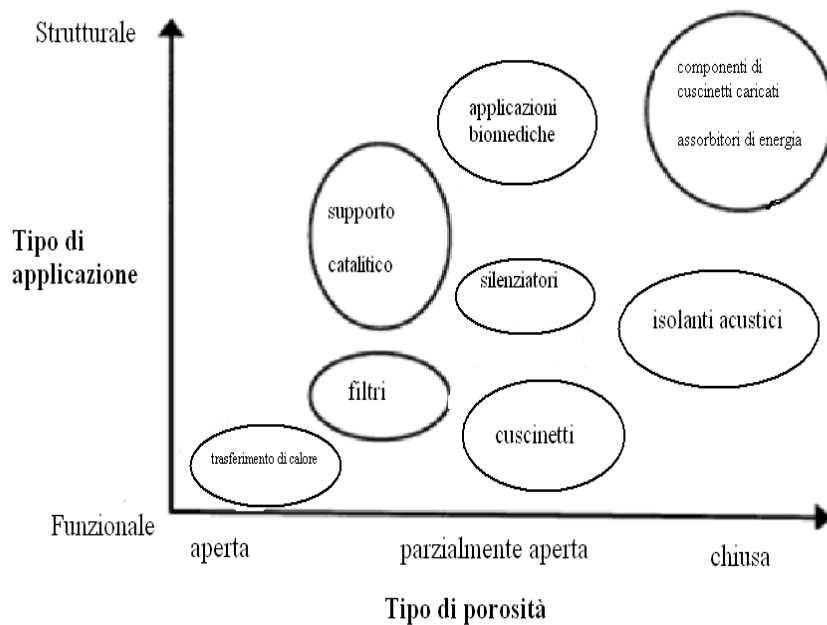 Strutturale
componenti di
cuscinetti caricati
assorbitori di energia
applicazioni
biomediche
supporto
catalitico
Tipo di
applicazione
silenziatori
isolanti acustici
filtri
cuscinetti
trasferimento di calore
Funzionale
aperta
parzialmente aperta
chiusa
Tipo di porosità